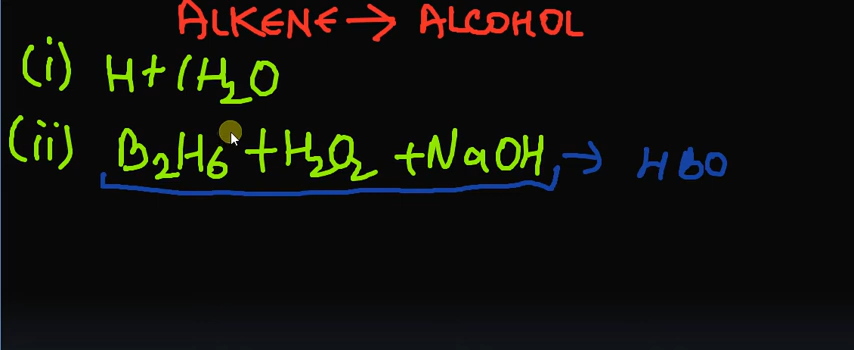 ALKENE → ALCOHOL
(i) H+/H₂O
(ii) B₂H₆ + H₂O₂ + NaOH → HBO